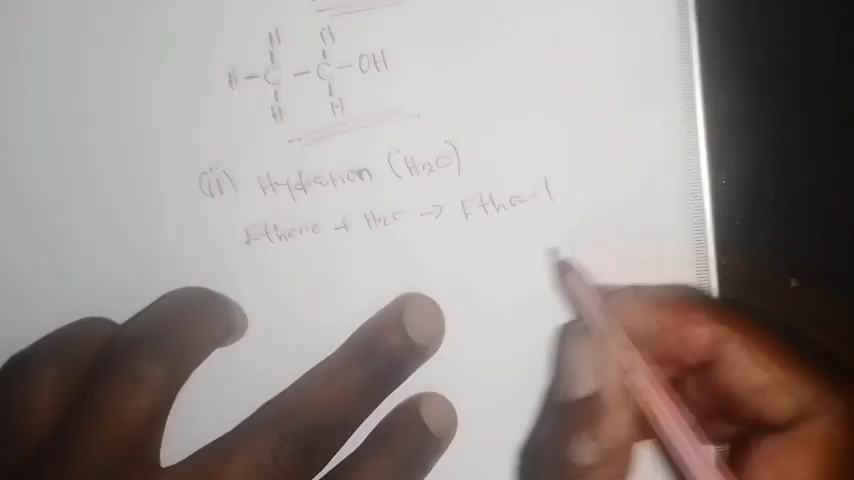 H H
H - C - C - OH
H H
(ii) Hydration (H₂O)
Ethene + H₂O → Ethanol